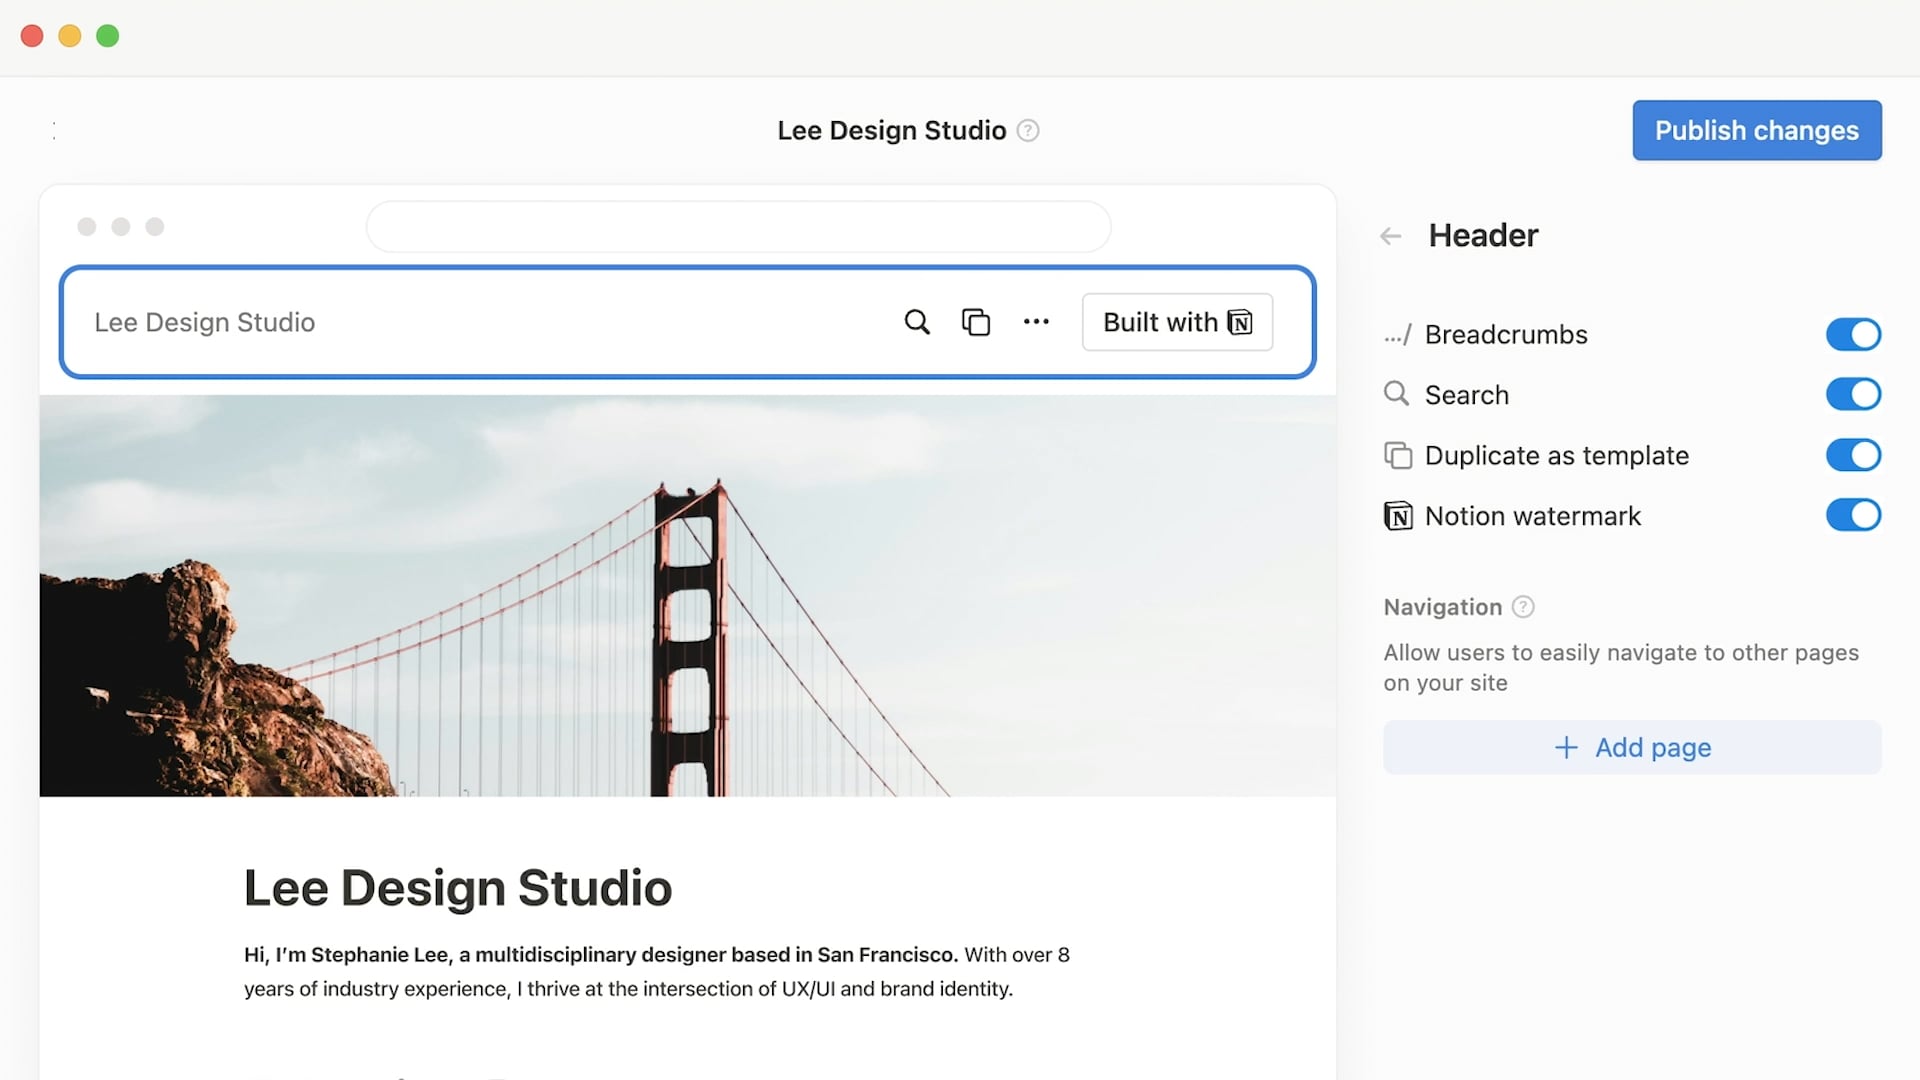 Lee Design Studio
Publish changes
Lee Design Studio
Built with
Header
Breadcrumbs
Search
Duplicate as template
Notion watermark
Navigation
Allow users to easily navigate to other pages
on your site
+ Add page
Lee Design Studio
Hi, I’m Stephanie Lee, a multidisciplinary designer based in San Francisco. With over 8
years of industry experience, I thrive at the intersection of UX/UI and brand identity.